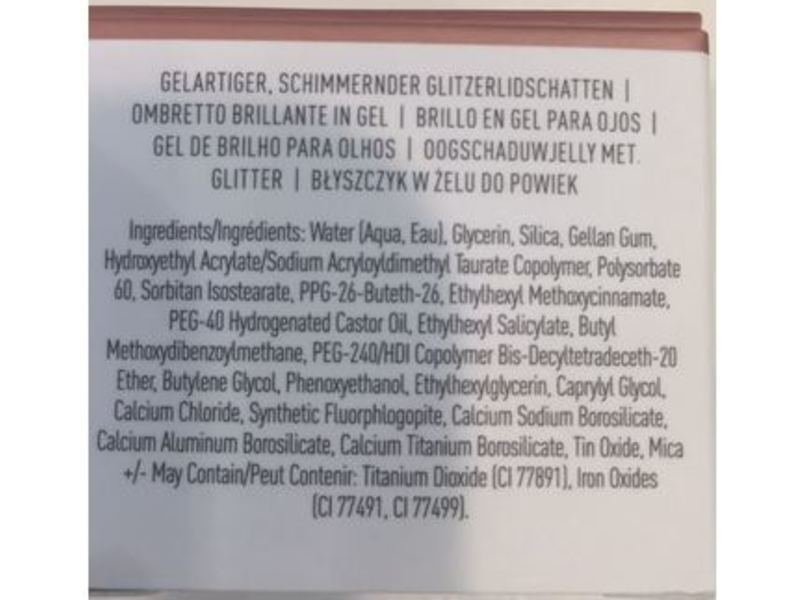 GELARTIGER, SCHIMMERNDER GLITZERLIDSCHATTEN |
OMBRETTO BRILLANTE IN GEL | BRILLO EN GEL PARA OJOS |
GEL DE BRILHO PARA OLHOS | OOGSCHADUWJELLY MET
GLITTER | BŁYSZCZYK W ŻELU DO POWIEK
Ingredients/Ingrédients: Water (Aqua, Eau), Glycerin, Silica, Gellan Gum,
Hydroxyethyl Acrylate/Sodium Acryloyldimethyl Taurate Copolymer, Polysorbate
60, Sorbitan Isostearate, PPG-26-Buteth-26, Ethylhexyl Methoxycinnamate,
PEG-40 Hydrogenated Castor Oil, Ethylhexyl Salicylate, Butyl
Methoxydibenzoylmethane, PEG-240/HDI Copolymer Bis-Decyltetradeceth-20
Ether, Butylene Glycol, Phenoxyethanol, Ethylhexylglycerin, Caprylyl Glycol,
Calcium Chloride, Synthetic Fluorphlogopite, Calcium Sodium Borosilicate,
Calcium Aluminum Borosilicate, Calcium Titanium Borosilicate, Tin Oxide, Mica
+/- May Contain/Peut Contenir: Titanium Dioxide (CI 77891), Iron Oxides
(CI 77491, CI 77499).